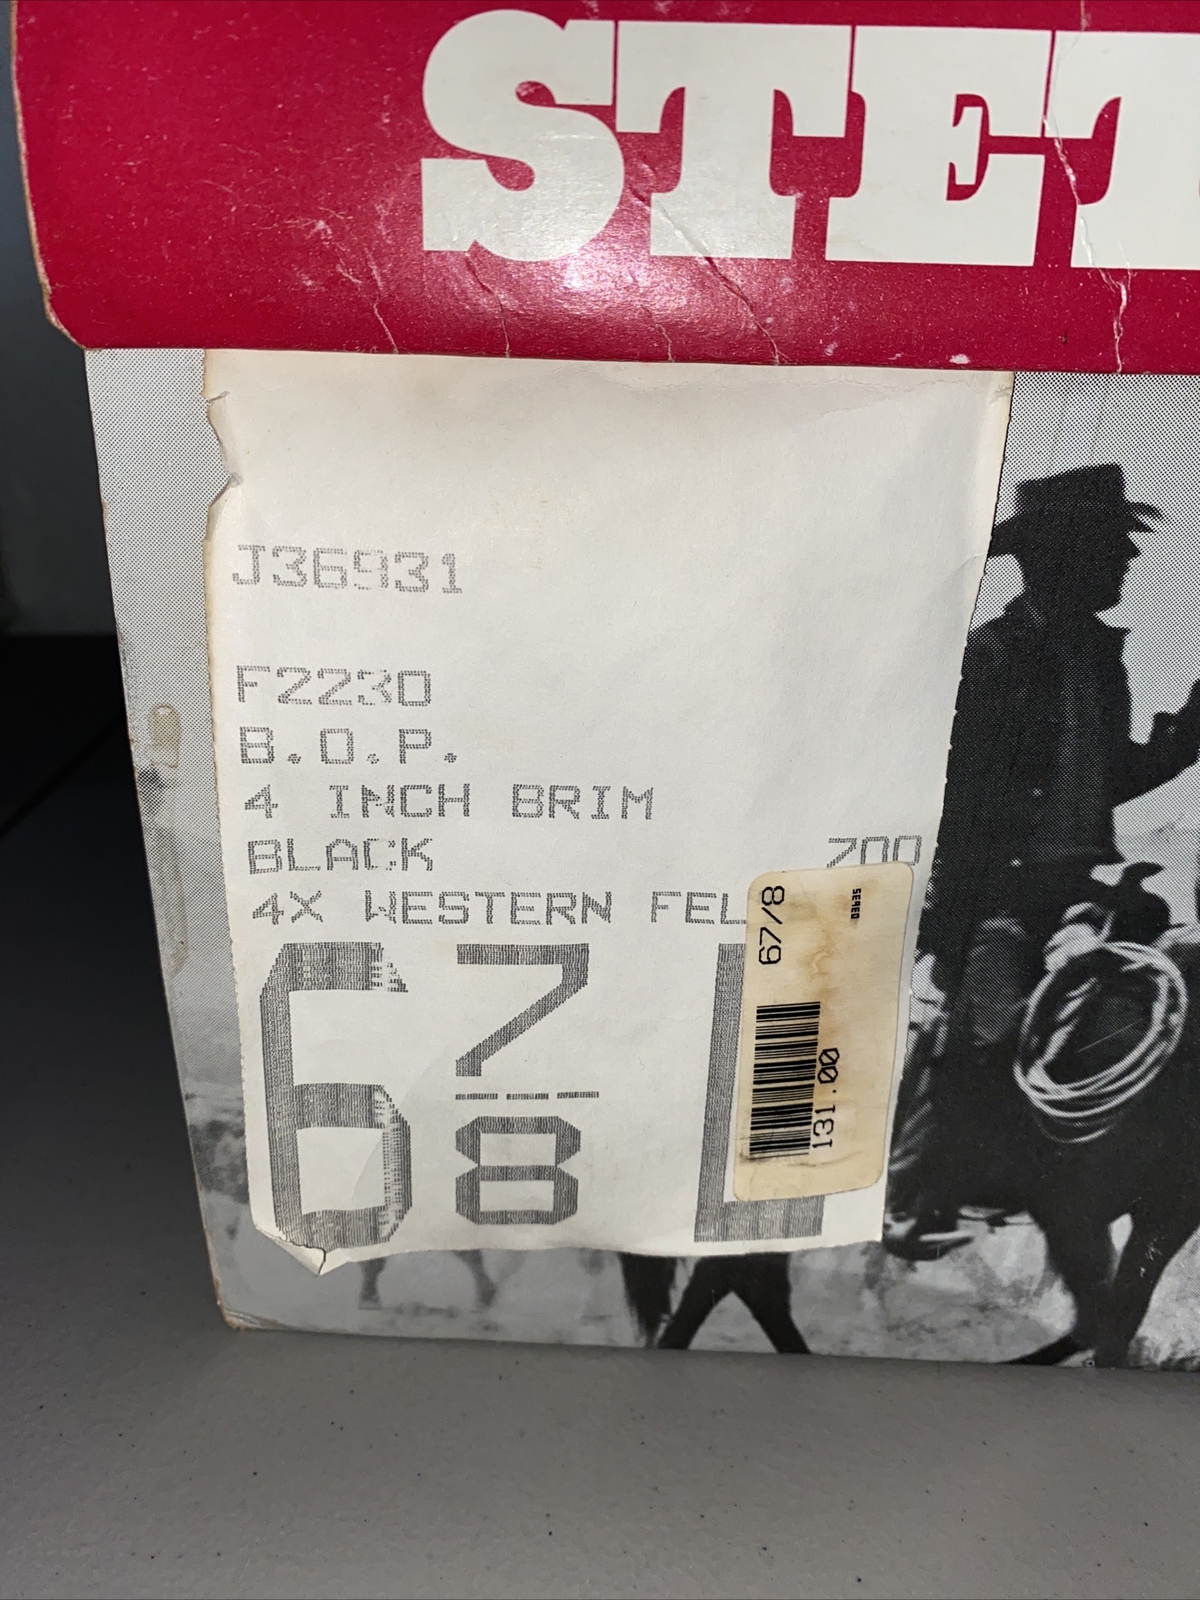 STET
J36931
F2230
B.O.P.
4 INCH BRIM
BLACK 700
4X WESTERN FEL
6 7/8 L
67/8
131.00